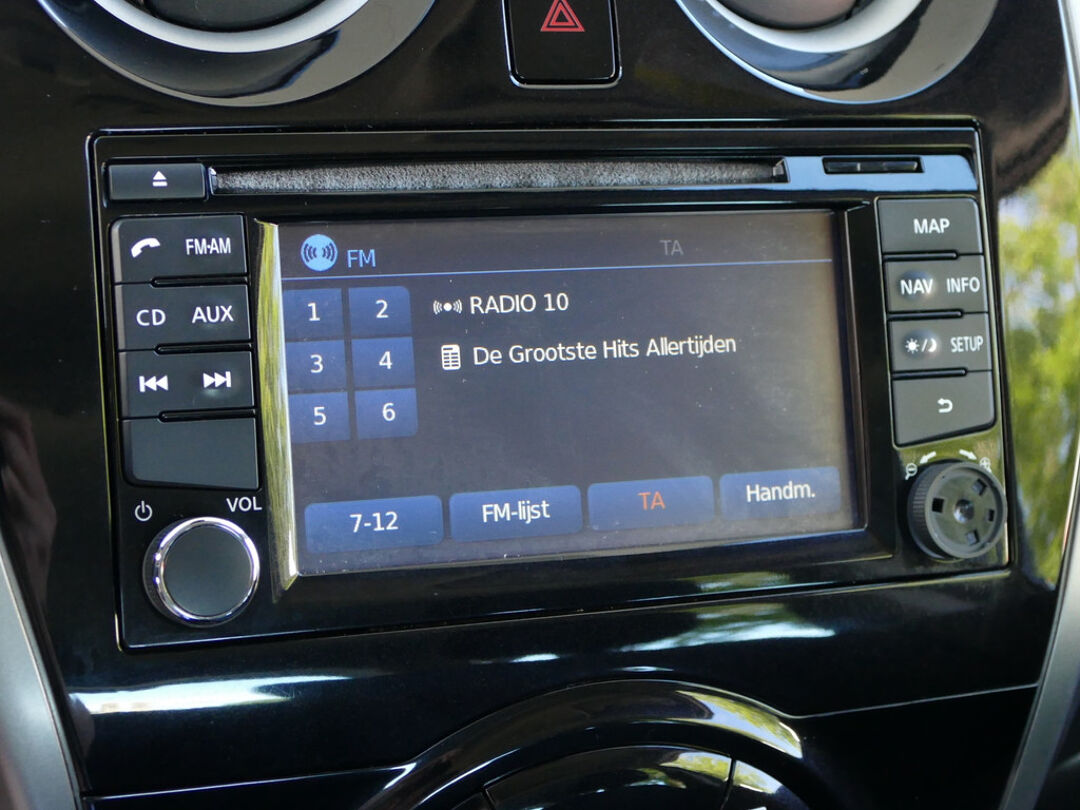 FM·AM
CD AUX
VOL
FM
TA
1 2
3 4
5 6
RADIO 10
De Grootste Hits Allertijden
7-12
FM-lijst
TA
Handm.
MAP
NAV INFO
SETUP